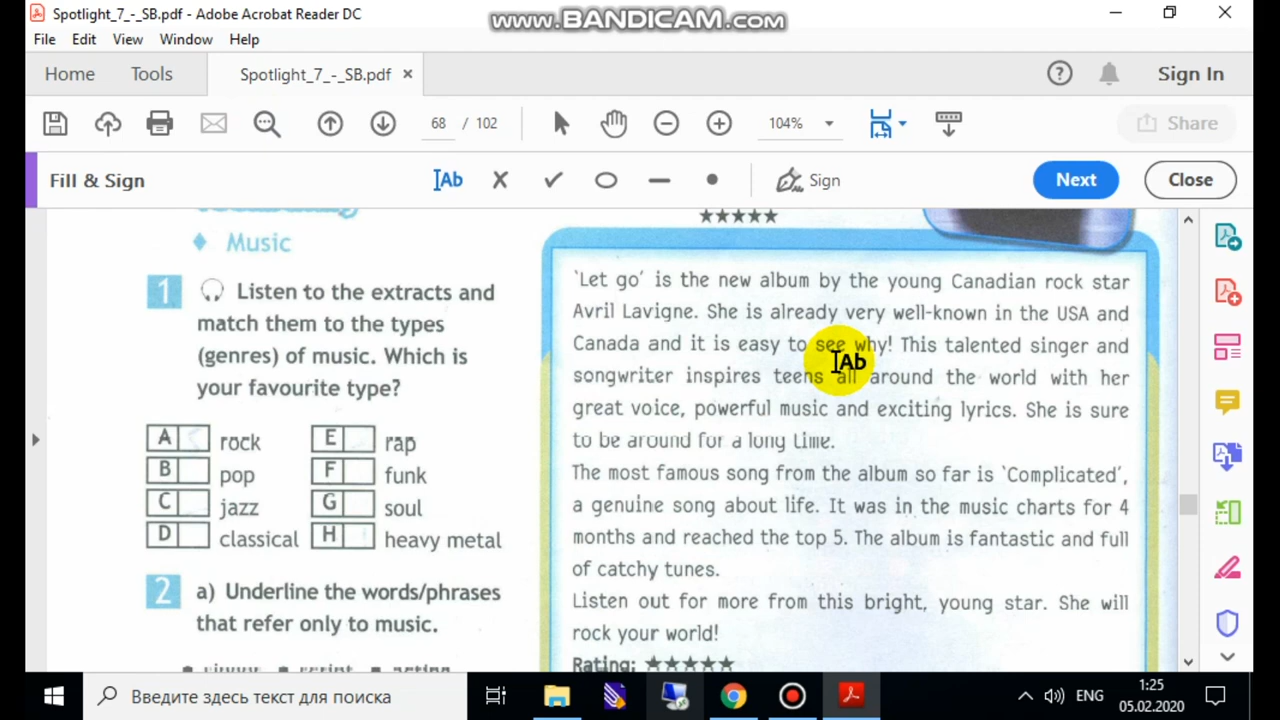 Spotlight_7_-_SB.pdf - Adobe Acrobat Reader DC
www.BANDICAM.com
File Edit View Window Help
Home Tools Spotlight_7_-_SB.pdf × Sign In
68 / 102 104% Share
Fill & Sign Ab Sign Next Close
★★★★★
Music
1 Listen to the extracts and
match them to the types
(genres) of music. Which is
your favourite type?
A rock E rap
B pop F funk
C jazz G soul
D classical H heavy metal
2 a) Underline the words/phrases
that refer only to music.
'Let go' is the new album by the young Canadian rock star
Avril Lavigne. She is already very well-known in the USA and
Canada and it is easy to see why! This talented singer and
songwriter inspires teens all around the world with her
great voice, powerful music and exciting lyrics. She is sure
to be around for a long time.
The most famous song from the album so far is 'Complicated',
a genuine song about life. It was in the music charts for 4
months and reached the top 5. The album is fantastic and full
of catchy tunes.
Listen out for more from this bright, young star. She will
rock your world!
Rating: ★★★★★
Ab
Введите здесь текст для поиска
ENG
1:25
05.02.2020